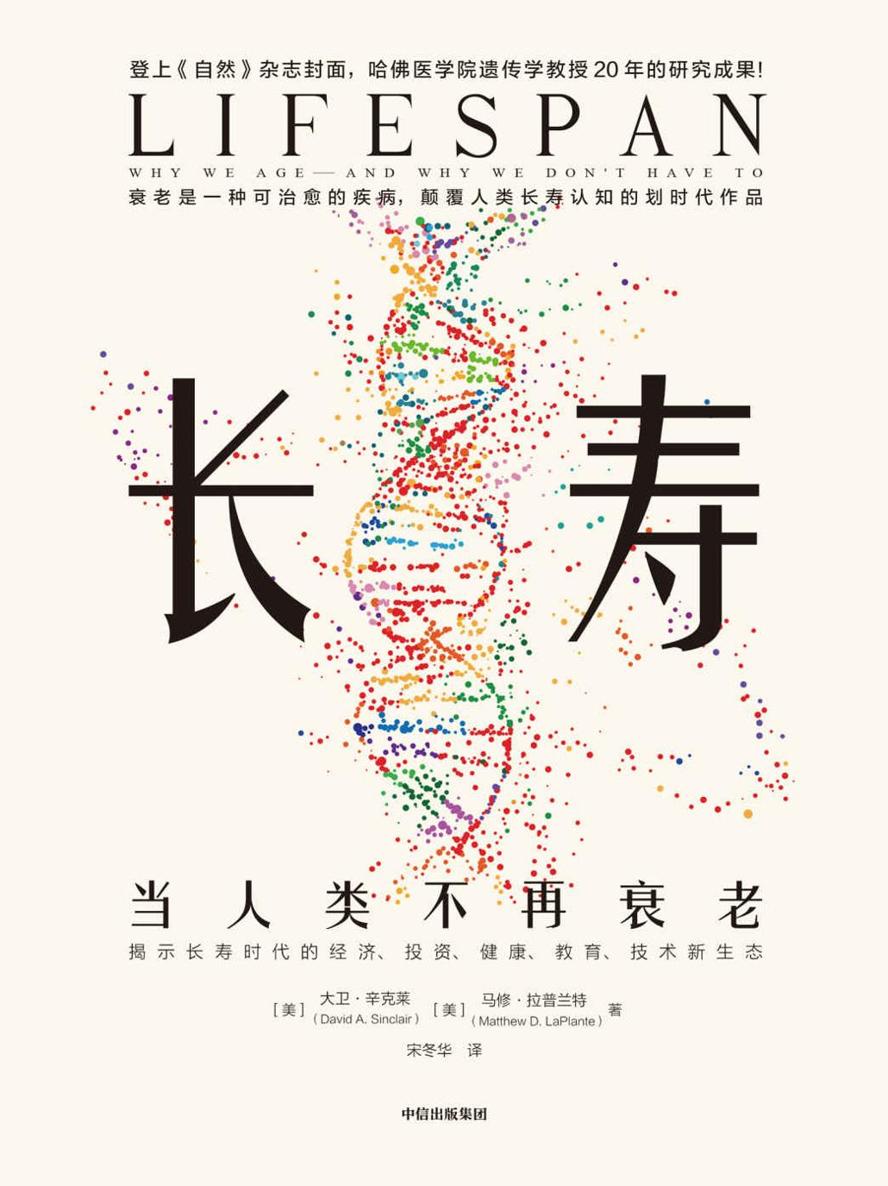 登上《自然》杂志封面，哈佛医学院遗传学教授20年的研究成果！
LIFESPAN
WHY WE AGE—AND WHY WE DON'T HAVE TO
衰老是一种可治愈的疾病，颠覆人类长寿认知的划时代作品
长寿
当人类不再衰老
揭示长寿时代的经济、投资、健康、教育、技术新生态
［美］大卫·辛克莱（David A. Sinclair）［美］马修·拉普兰特（Matthew D. LaPlante）著
宋冬华 译
中信出版集团